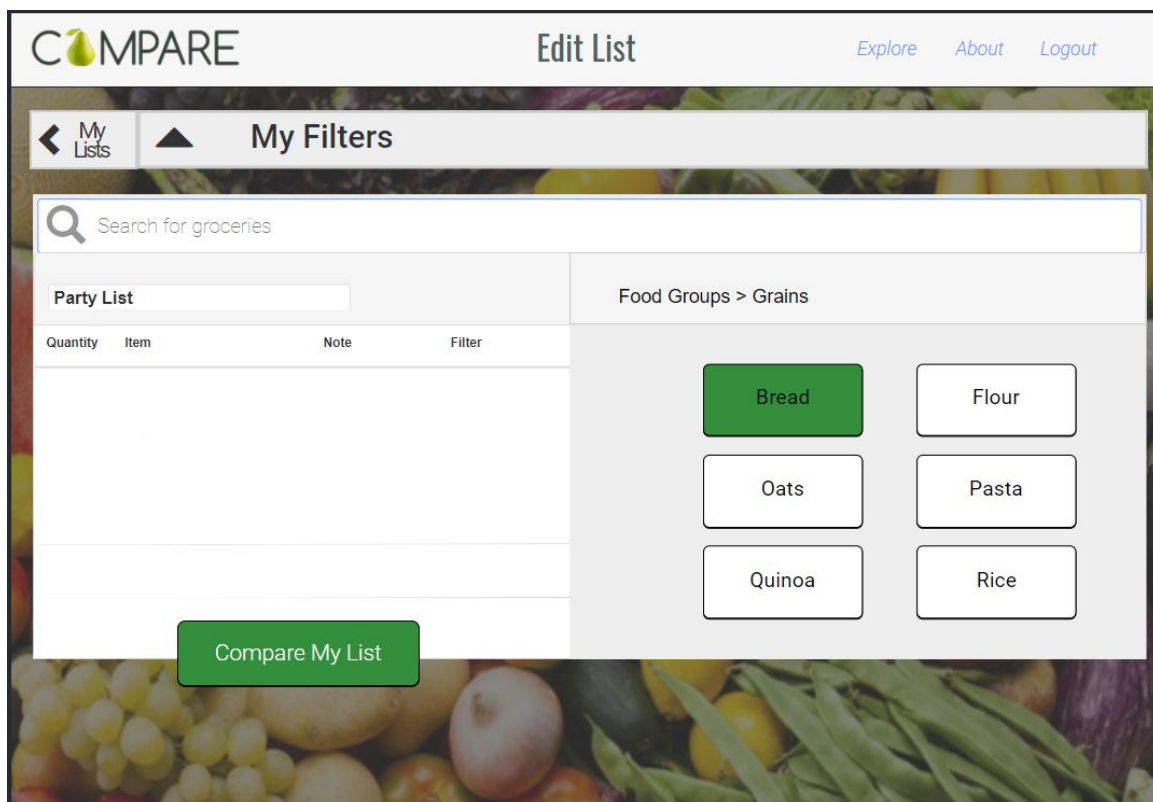 COMPARE
Edit List
Explore About Logout
My
Lists
My Filters
Search for groceries
Party List
Food Groups > Grains
Quantity Item Note Filter
Bread Flour
Oats Pasta
Quinoa Rice
Compare My List